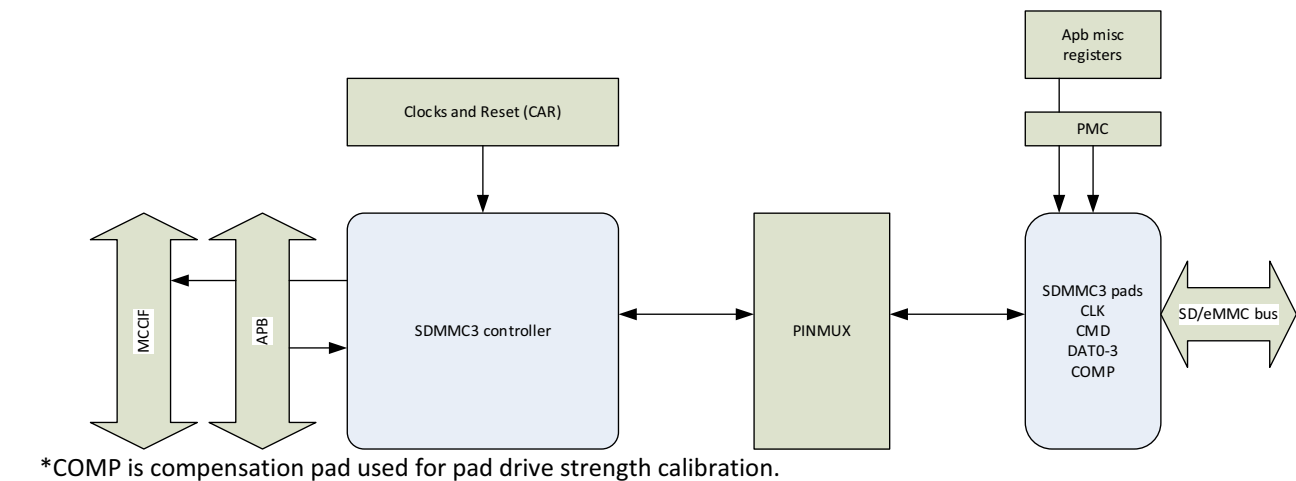 Apb misc
registers
Clocks and Reset (CAR)
PMC
MCCIF
APB
SDMMC3 controller
PINMUX
SDMMC3 pads
CLK
CMD
DAT0-3
COMP
SD/eMMC bus
*COMP is compensation pad used for pad drive strength calibration.